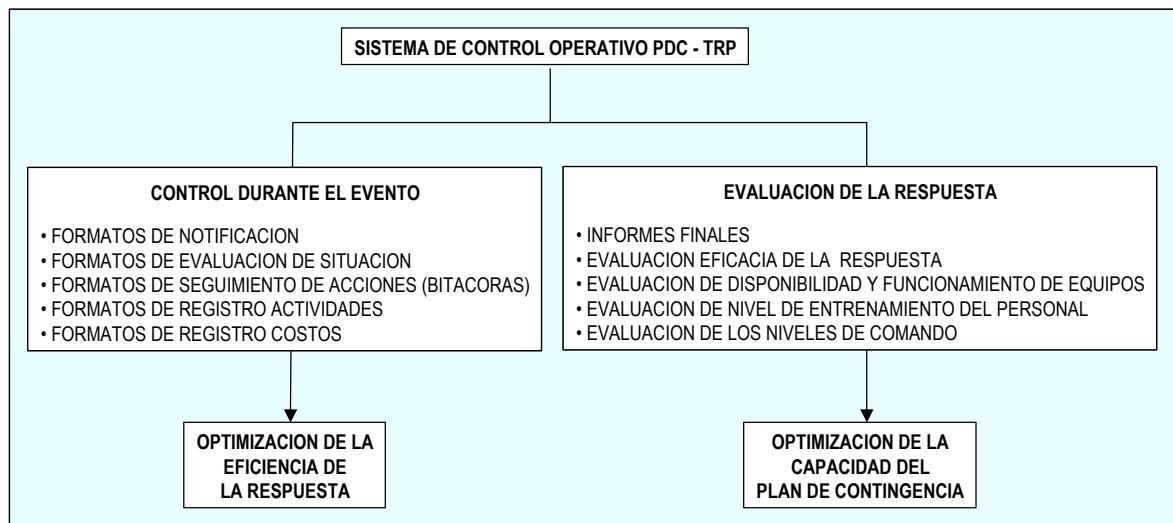 SISTEMA DE CONTROL OPERATIVO PDC - TRP
CONTROL DURANTE EL EVENTO
• FORMATOS DE NOTIFICACION
• FORMATOS DE EVALUACION DE SITUACION
• FORMATOS DE SEGUIMIENTO DE ACCIONES (BITACORAS)
• FORMATOS DE REGISTRO ACTIVIDADES
• FORMATOS DE REGISTRO COSTOS
EVALUACION DE LA RESPUESTA
• INFORMES FINALES
• EVALUACION EFICACIA DE LA RESPUESTA
• EVALUACION DE DISPONIBILIDAD Y FUNCIONAMIENTO DE EQUIPOS
• EVALUACION DE NIVEL DE ENTRENAMIENTO DEL PERSONAL
• EVALUACION DE LOS NIVELES DE COMANDO
OPTIMIZACION DE LA
EFICIENCIA DE
LA RESPUESTA
OPTIMIZACION DE LA
CAPACIDAD DEL
PLAN DE CONTINGENCIA